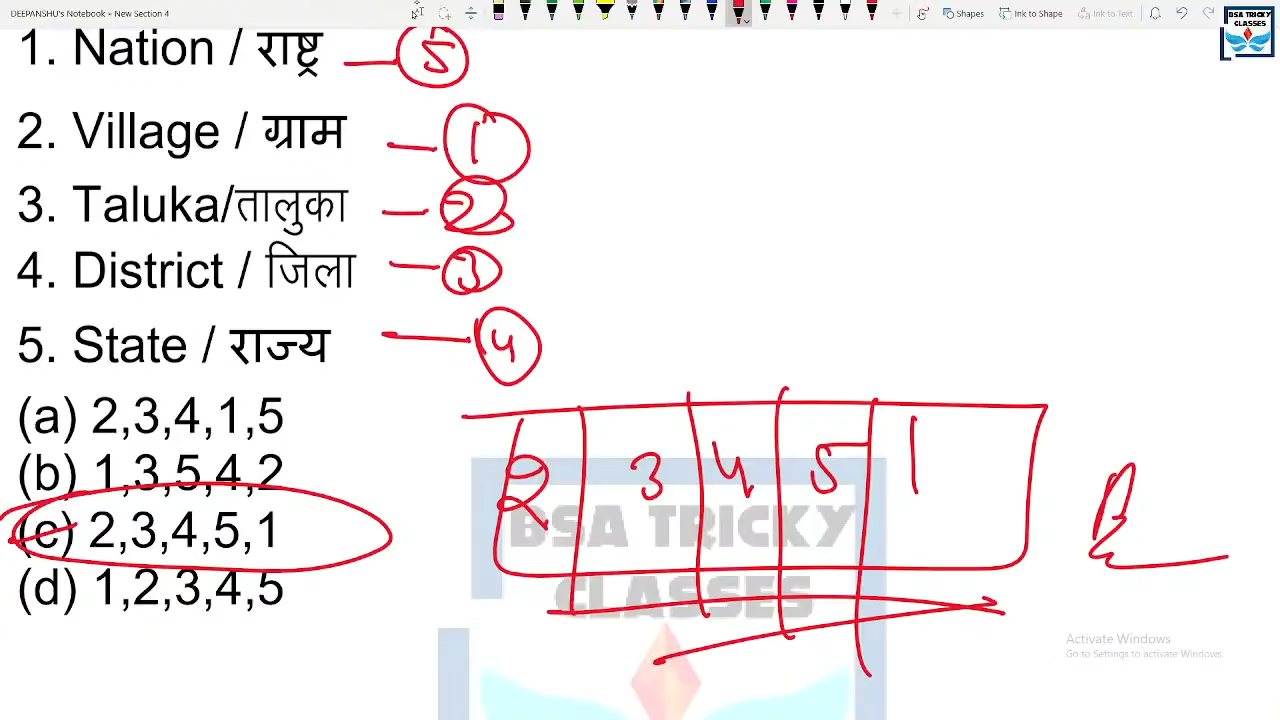 DEEPANSHU's Notebook » New Section 4
Shapes Ink to Shape Ink to Text
BSA TRICKY
CLASSES
1. Nation / राष्ट्र 5
2. Village / ग्राम 1
3. Taluka/तालुका 2
4. District / जिला 3
5. State / राज्य 4
(a) 2,3,4,1,5
(b) 1,3,5,4,2
(c) 2,3,4,5,1
(d) 1,2,3,4,5
2 3 4 5 1
BSA TRICKY
CLASSES
Activate Windows
Go to Settings to activate Windows.